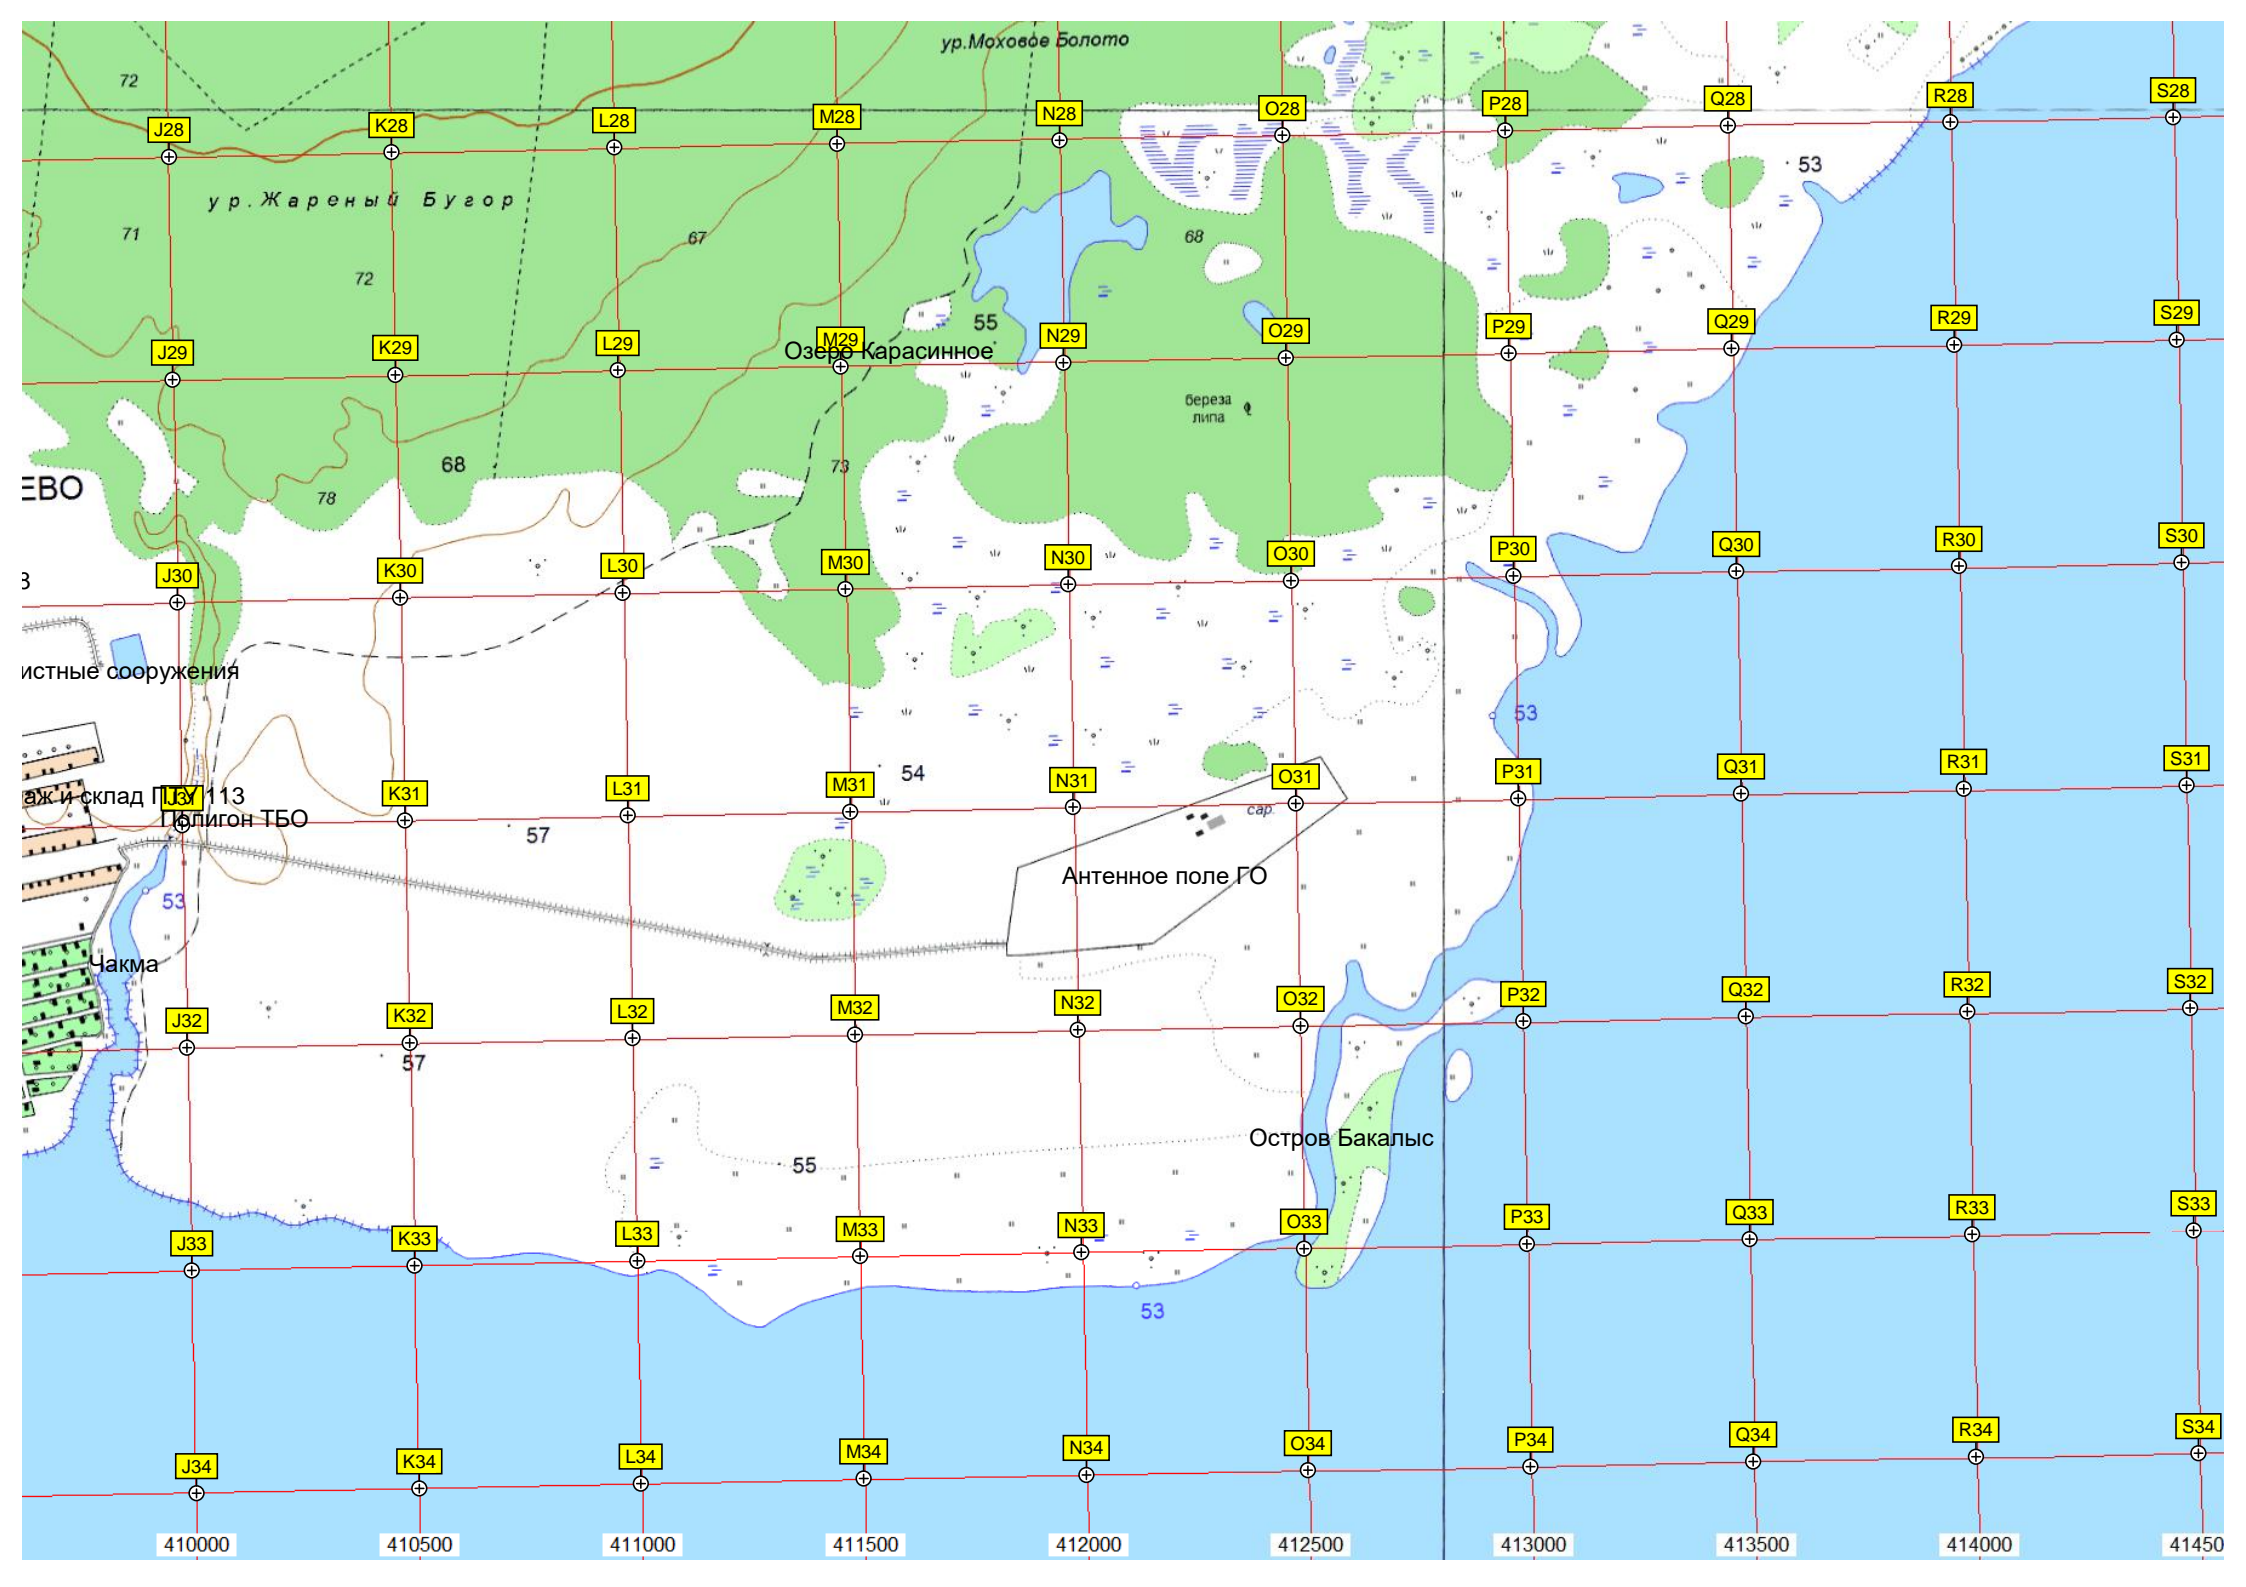 ур.Моховое Болото
72
J28 K28 L28 M28 N28 O28 P28 Q28 R28 S28
53
ур.Жареный Бугор
71 67 68
72
55
J29 K29 L29 M29 N29 O29 P29 Q29 R29 S29
Озеро Карасинное
береза
липа
68 73
ЕВО 78
J30 K30 L30 M30 N30 O30 P30 Q30 R30 S30
истные сооружения
53
54
J31 K31 L31 M31 N31 O31 P31 Q31 R31 S31
аж и склад ПТУ 113
сар.
Полигон ТБО
57
Антенное поле ГО
53
Чакма
J32 K32 L32 M32 N32 O32 P32 Q32 R32 S32
57
Остров Бакалыс
55
J33 K33 L33 M33 N33 O33 P33 Q33 R33 S33
53
J34 K34 L34 M34 N34 O34 P34 Q34 R34 S34
410000 410500 411000 411500 412000 412500 413000 413500 414000 41450